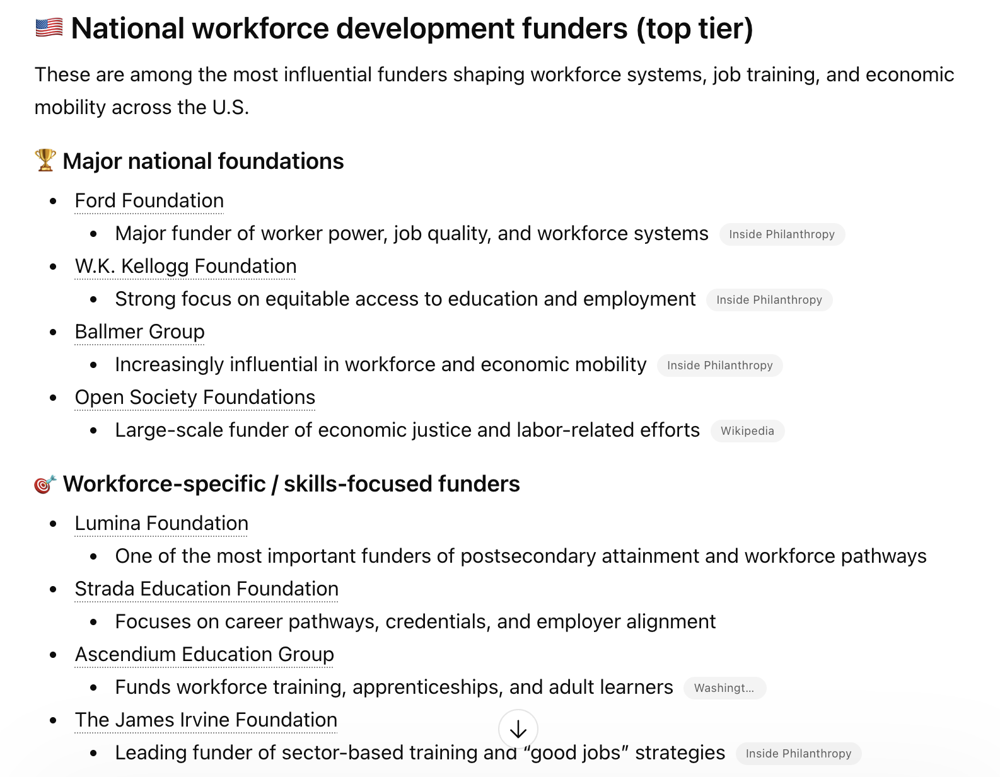 🇺🇸 National workforce development funders (top tier)
These are among the most influential funders shaping workforce systems, job training, and economic
mobility across the U.S.
🏆 Major national foundations
• Ford Foundation
• Major funder of worker power, job quality, and workforce systems Inside Philanthropy
• W.K. Kellogg Foundation
• Strong focus on equitable access to education and employment Inside Philanthropy
• Ballmer Group
• Increasingly influential in workforce and economic mobility Inside Philanthropy
• Open Society Foundations
• Large-scale funder of economic justice and labor-related efforts Wikipedia
🎯 Workforce-specific / skills-focused funders
• Lumina Foundation
• One of the most important funders of postsecondary attainment and workforce pathways
• Strada Education Foundation
• Focuses on career pathways, credentials, and employer alignment
• Ascendium Education Group
• Funds workforce training, apprenticeships, and adult learners Washingt...
• The James Irvine Foundation
• Leading funder of sector-based training and “good jobs” strategies Inside Philanthropy